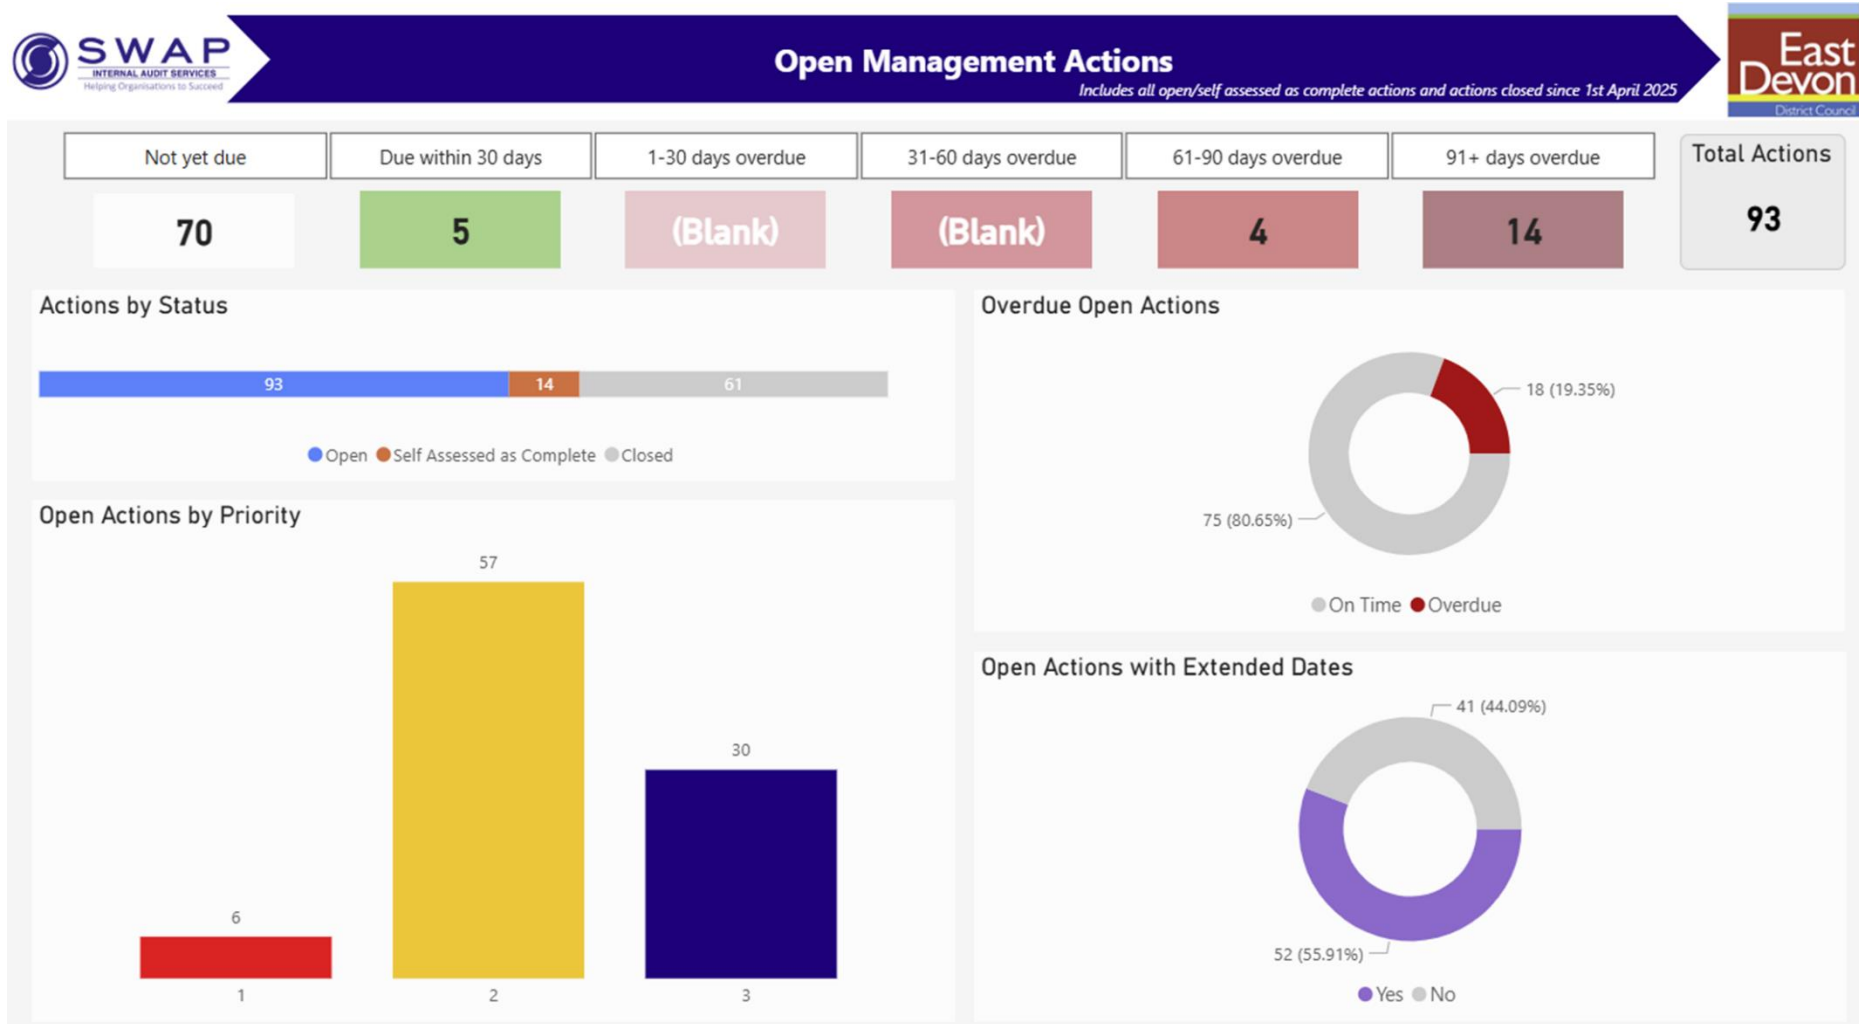 SWAP
INTERNAL AUDIT SERVICES
Helping Organisations to Succeed
Open Management Actions
Includes all open/self assessed as complete actions and actions closed since 1st April 2025
East
Devon
District Council
Not yet due
Due within 30 days
1-30 days overdue
31-60 days overdue
61-90 days overdue
91+ days overdue
Total Actions
70
5
(Blank)
(Blank)
4
14
93
Actions by Status
93
14
61
Open
Self Assessed as Complete
Closed
Overdue Open Actions
18 (19.35%)
75 (80.65%)
On Time
Overdue
Open Actions by Priority
57
30
6
1
2
3
Open Actions with Extended Dates
41 (44.09%)
52 (55.91%)
Yes
No